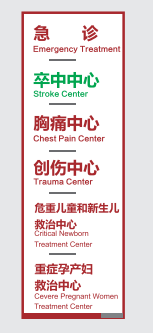 急 诊
Emergency Treatment
卒中中心
Stroke Center
胸痛中心
Chest Pain Center
创伤中心
Trauma Center
危重儿童和新生儿
救治中心
Critical Newborn
Treatment Center
重症孕产妇
救治中心
Cevere Pregnant Women
Treatment Center